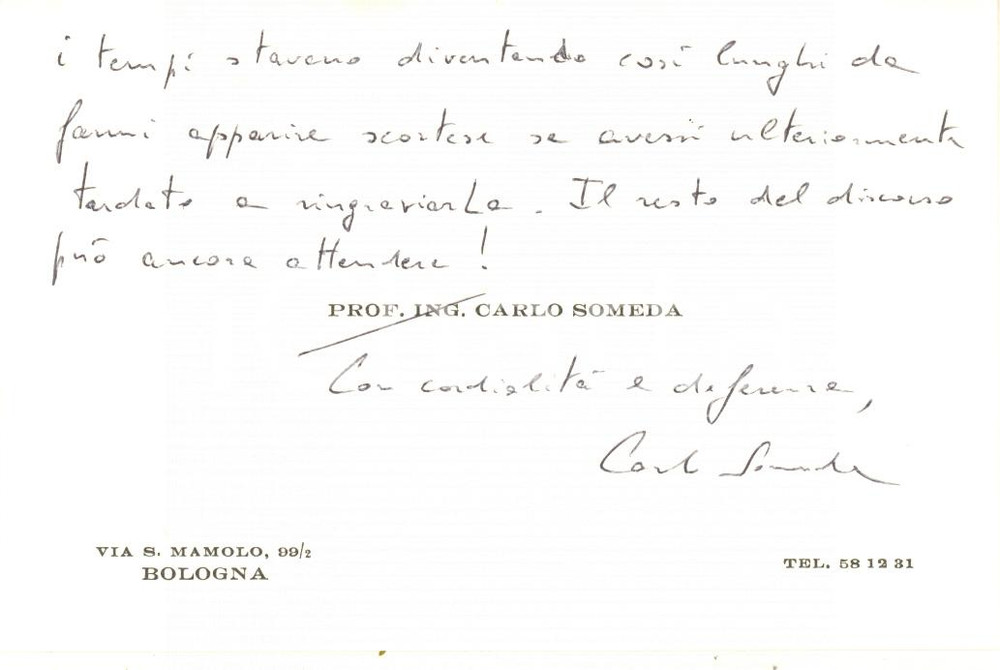 i tempi stavano diventando così lunghi da
farmi apparire scortese se avessi ulteriormente
tardato a ringraziarLa. Il resto del discorso
può ancora attendere!
PROF. ING. CARLO SOMEDA
Con cordialità e deferenza,
Carlo Someda
VIA S. MAMOLO, 99/2
BOLOGNA
TEL. 58 12 31